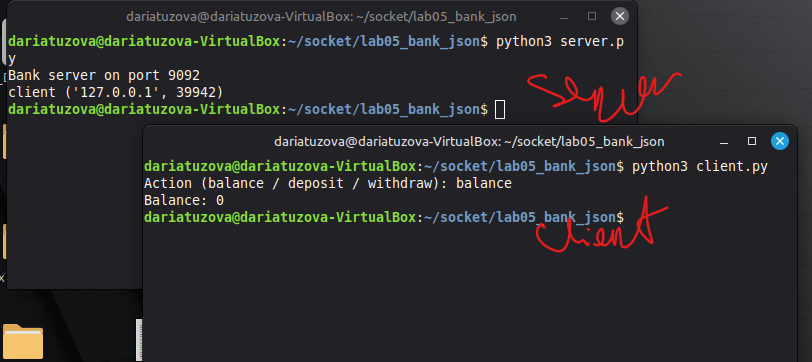 dariatuzova@dariatuzova-VirtualBox: ~/socket/lab05_bank_json
dariatuzova@dariatuzova-VirtualBox:~/socket/lab05_bank_json$ python3 server.p
y
Bank server on port 9092
client ('127.0.0.1', 39942)
dariatuzova@dariatuzova-VirtualBox:~/socket/lab05_bank_json$
Server
dariatuzova@dariatuzova-VirtualBox: ~/socket/lab05_bank_json
dariatuzova@dariatuzova-VirtualBox:~/socket/lab05_bank_json$ python3 client.py
Action (balance / deposit / withdraw): balance
Balance: 0
dariatuzova@dariatuzova-VirtualBox:~/socket/lab05_bank_json$
client